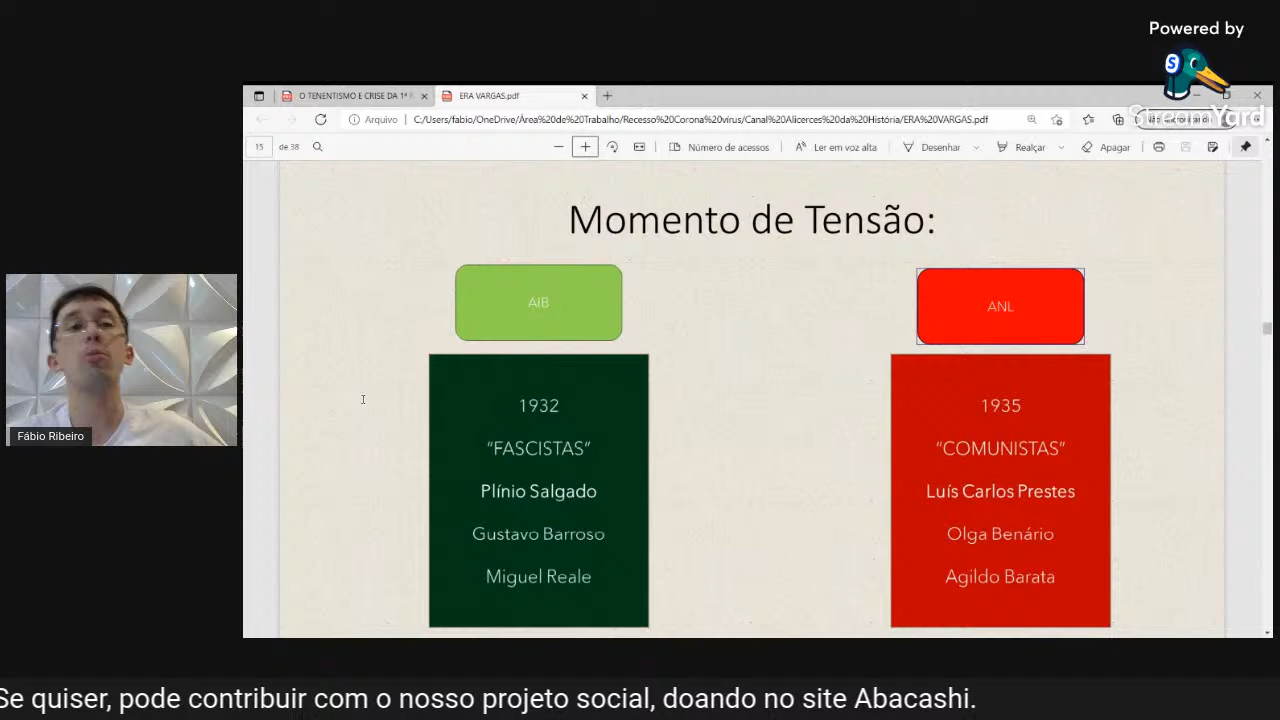 Powered by
S
StreamYard
O TENENTISMO E CRISE DA 1ª
ERA VARGAS.pdf
Arquivo
C:/Users/fabio/OneDrive/Área%20de%20Trabalho/Recesso%20Corona%20vírus/Canal%20Alicerces%20da%20História/ERA%20VARGAS.pdf
15 de 38
Número de acessos
Ler em voz alta
Desenhar
Realçar
Apagar
Momento de Tensão:
AIB
1932
“FASCISTAS”
Plínio Salgado
Gustavo Barroso
Miguel Reale
ANL
1935
“COMUNISTAS”
Luís Carlos Prestes
Olga Benário
Agildo Barata
Fábio Ribeiro
Se quiser, pode contribuir com o nosso projeto social, doando no site Abacashi.